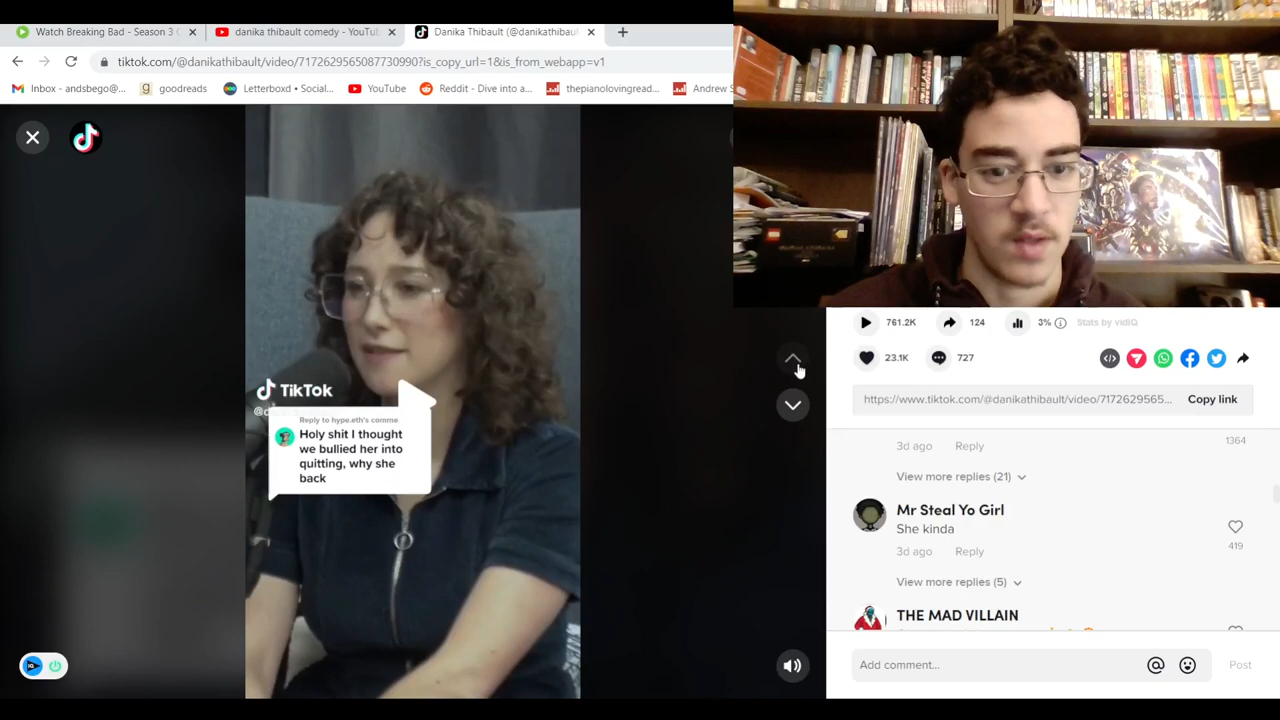 Watch Breaking Bad - Season 3
danika thibault comedy - YouTu
Danika Thibault (@danikathibau
tiktok.com/@danikathibault/video/7172629565087730990?is_copy_url=1&is_from_webapp=v1
Inbox - andsbego@...
goodreads
Letterboxd • Social...
YouTube
Reddit - Dive into a...
thepianolovingread...
Andrew S
TikTok
Reply to hype.eth's comme
Holy shit I thought
we bullied her into
quitting, why she
back
LEGO
761.2K
124
3%
Stats by vidIQ
23.1K
727
https://www.tiktok.com/@danikathibault/video/717262956...
Copy link
3d ago
Reply
1364
View more replies (21)
Mr Steal Yo Girl
She kinda
419
3d ago
Reply
View more replies (5)
THE MAD VILLAIN
Add comment...
Post